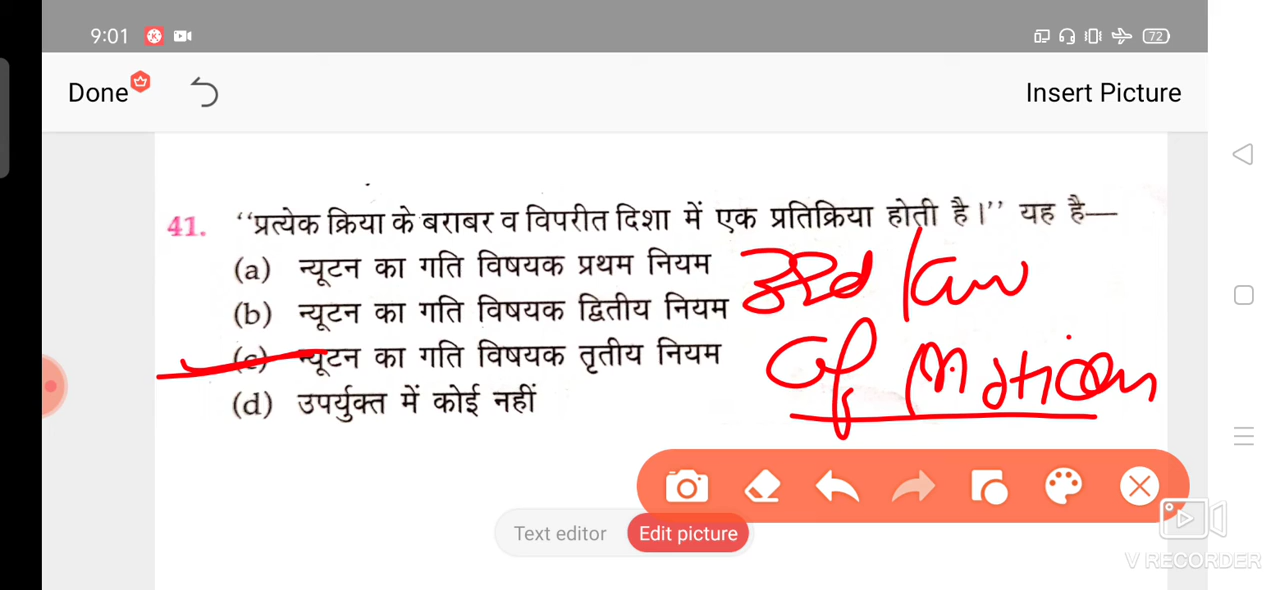 9:01 72
Done Insert Picture
41. ‘‘प्रत्येक क्रिया के बराबर व विपरीत दिशा में एक प्रतिक्रिया होती है।’’ यह है—
(a) न्यूटन का गति विषयक प्रथम नियम
(b) न्यूटन का गति विषयक द्वितीय नियम
(c) न्यूटन का गति विषयक तृतीय नियम
(d) उपर्युक्त में कोई नहीं
3rd law
of Motion
Text editor Edit picture
V RECORDER